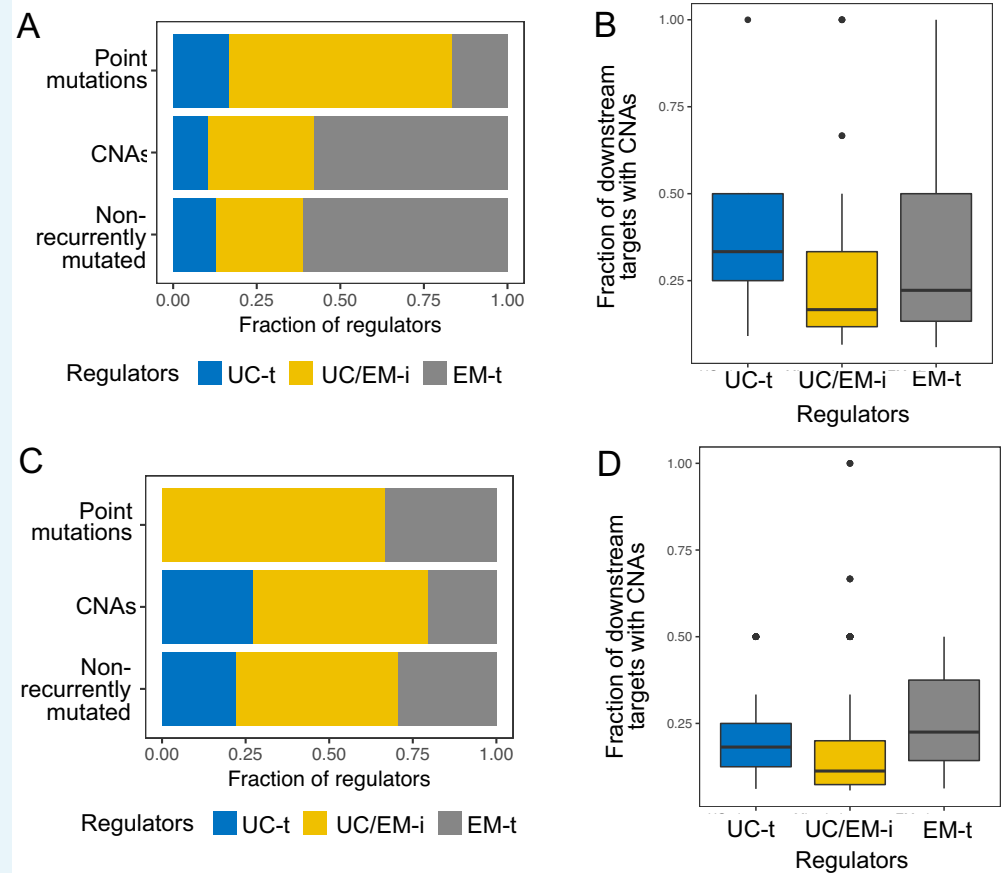 A
Point
mutations
CNAs
Non-
recurrently
mutated
0.00 0.25 0.50 0.75 1.00
Fraction of regulators
Regulators UC-t UC/EM-i EM-t
B
Fraction of downstream
targets with CNAs
1.00
0.75
0.50
0.25
UC-t UC/EM-i EM-t
Regulators
C
Point
mutations
CNAs
Non-
recurrently
mutated
0.00 0.25 0.50 0.75 1.00
Fraction of regulators
Regulators UC-t UC/EM-i EM-t
D
Fraction of downstream
targets with CNAs
1.00
0.75
0.50
0.25
UC-t UC/EM-i EM-t
Regulators